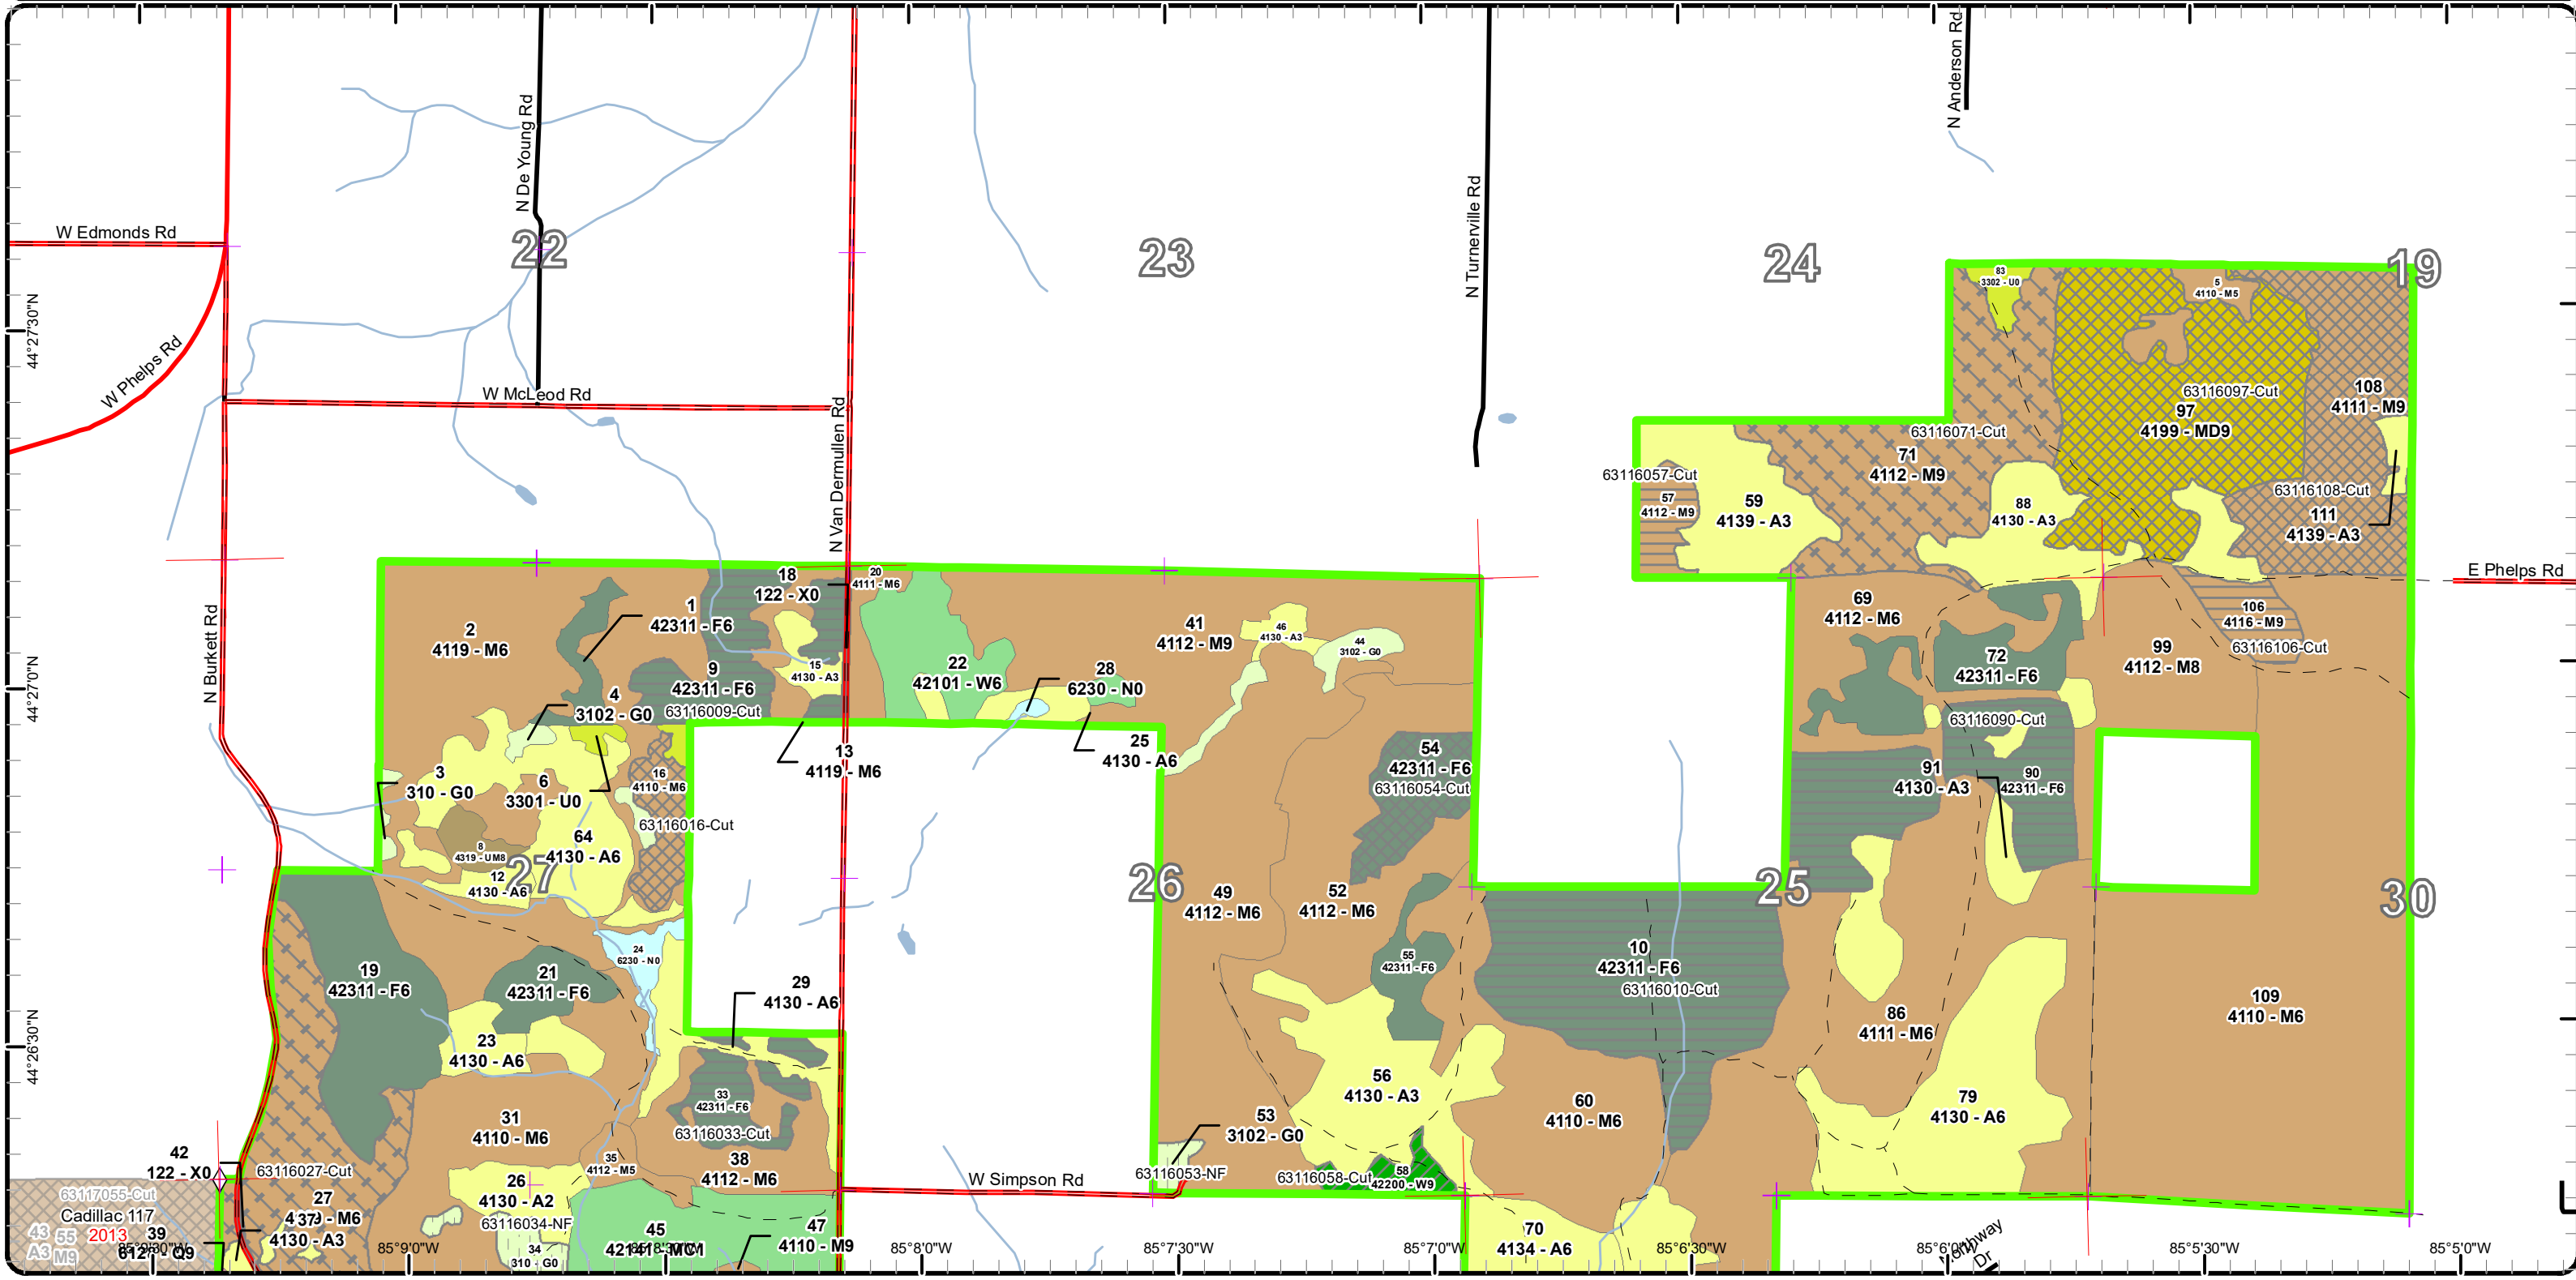 N Anderson Rd
N De Young Rd
N Turnerville Rd
W Edmonds Rd
22
23
24
19
83
3302 - U0
5
4110 - M5
44°27'30"N
W Phelps Rd
W McLeod Rd
N Van Dermullen Rd
63116097-Cut
97
4199 - MD9
108
4111 - M9
63116071-Cut
71
4112 - M9
63116057-Cut
57
4112 - M9
59
4139 - A3
88
4130 - A3
63116108-Cut
111
4139 - A3
E Phelps Rd
18
122 - X0
20
4111 - M6
1
42311 - F6
2
4119 - M6
N Burkett Rd
41
4112 - M9
46
4130 - A3
44
3102 - G0
69
4112 - M6
106
4116 - M9
63116106-Cut
99
4112 - M8
72
42311 - F6
15
4130 - A3
22
42101 - W6
28
6230 - N0
9
42311 - F6
63116009-Cut
4
3102 - G0
44°27'0"N
63116090-Cut
25
4130 - A6
13
4119 - M6
54
42311 - F6
63116054-Cut
91
4130 - A3
90
42311 - F6
3
310 - G0
6
3301 - U0
16
4110 - M6
63116016-Cut
64
4130 - A6
8
4319 - UM8
12
4130 - A6
27
26
25
30
49
4112 - M6
52
4112 - M6
19
42311 - F6
21
42311 - F6
24
6230 - N0
55
42311 - F6
10
42311 - F6
63116010-Cut
29
4130 - A6
109
4110 - M6
86
4111 - M6
23
4130 - A6
44°26'30"N
56
4130 - A3
33
42311 - F6
63116033-Cut
60
4110 - M6
79
4130 - A6
31
4110 - M6
53
3102 - G0
63116053-NF
42
122 - X0
63116027-Cut
35
4112 - M5
38
4112 - M6
W Simpson Rd
63116058-Cut
58
42200 - W9
63117055-Cut
Cadillac 117
2013
43
A3
55
M9
39
27
37
4130 - A3
26
4130 - A2
63116034-NF
34
310 - G0
45
47
4110 - M9
70
4134 - A6
Northway Dr
85°9'0"W
85°8'0"W
85°7'30"W
85°7'0"W
85°6'30"W
85°6'0"W
85°5'30"W
85°5'0"W